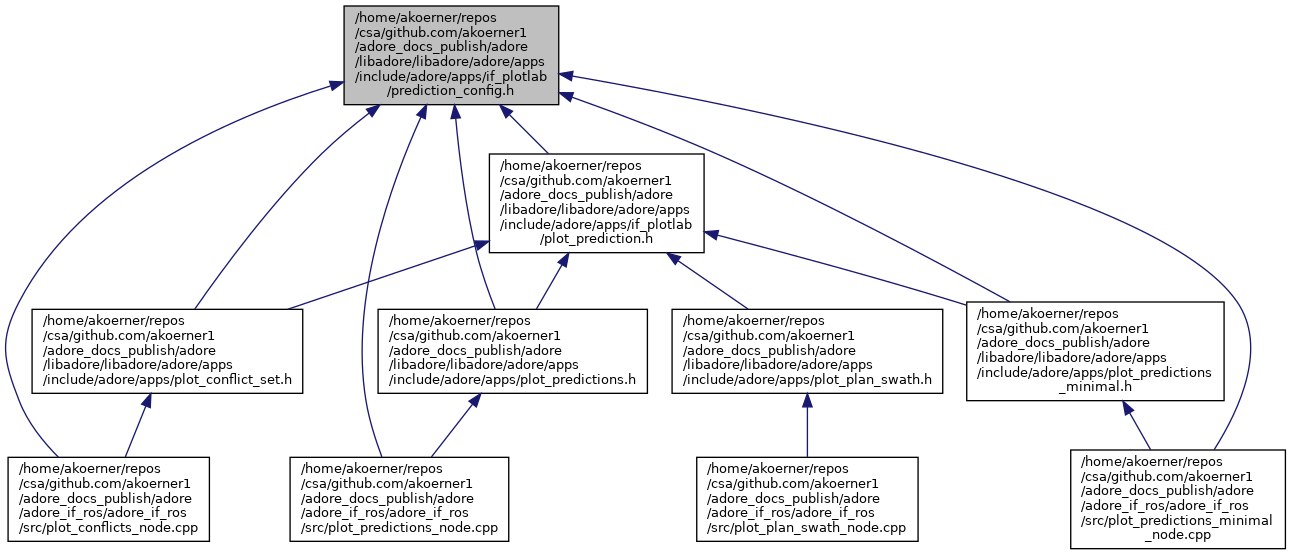 /home/akoerner/repos
/csa/github.com/akoerner1
/adore_docs_publish/adore
/libadore/libadore/adore/apps
/include/adore/apps/if_plotlab
/prediction_config.h
/home/akoerner/repos
/csa/github.com/akoerner1
/adore_docs_publish/adore
/libadore/libadore/adore/apps
/include/adore/apps/if_plotlab
/plot_prediction.h
/home/akoerner/repos
/csa/github.com/akoerner1
/adore_docs_publish/adore
/libadore/libadore/adore/apps
/include/adore/apps/plot_conflict_set.h
/home/akoerner/repos
/csa/github.com/akoerner1
/adore_docs_publish/adore
/libadore/libadore/adore/apps
/include/adore/apps/plot_predictions.h
/home/akoerner/repos
/csa/github.com/akoerner1
/adore_docs_publish/adore
/libadore/libadore/adore/apps
/include/adore/apps/plot_plan_swath.h
/home/akoerner/repos
/csa/github.com/akoerner1
/adore_docs_publish/adore
/libadore/libadore/adore/apps
/include/adore/apps/plot_predictions
_minimal.h
/home/akoerner/repos
/csa/github.com/akoerner1
/adore_docs_publish/adore
/adore_if_ros/adore_if_ros
/src/plot_conflicts_node.cpp
/home/akoerner/repos
/csa/github.com/akoerner1
/adore_docs_publish/adore
/adore_if_ros/adore_if_ros
/src/plot_predictions_node.cpp
/home/akoerner/repos
/csa/github.com/akoerner1
/adore_docs_publish/adore
/adore_if_ros/adore_if_ros
/src/plot_plan_swath_node.cpp
/home/akoerner/repos
/csa/github.com/akoerner1
/adore_docs_publish/adore
/adore_if_ros/adore_if_ros
/src/plot_predictions_minimal
_node.cpp